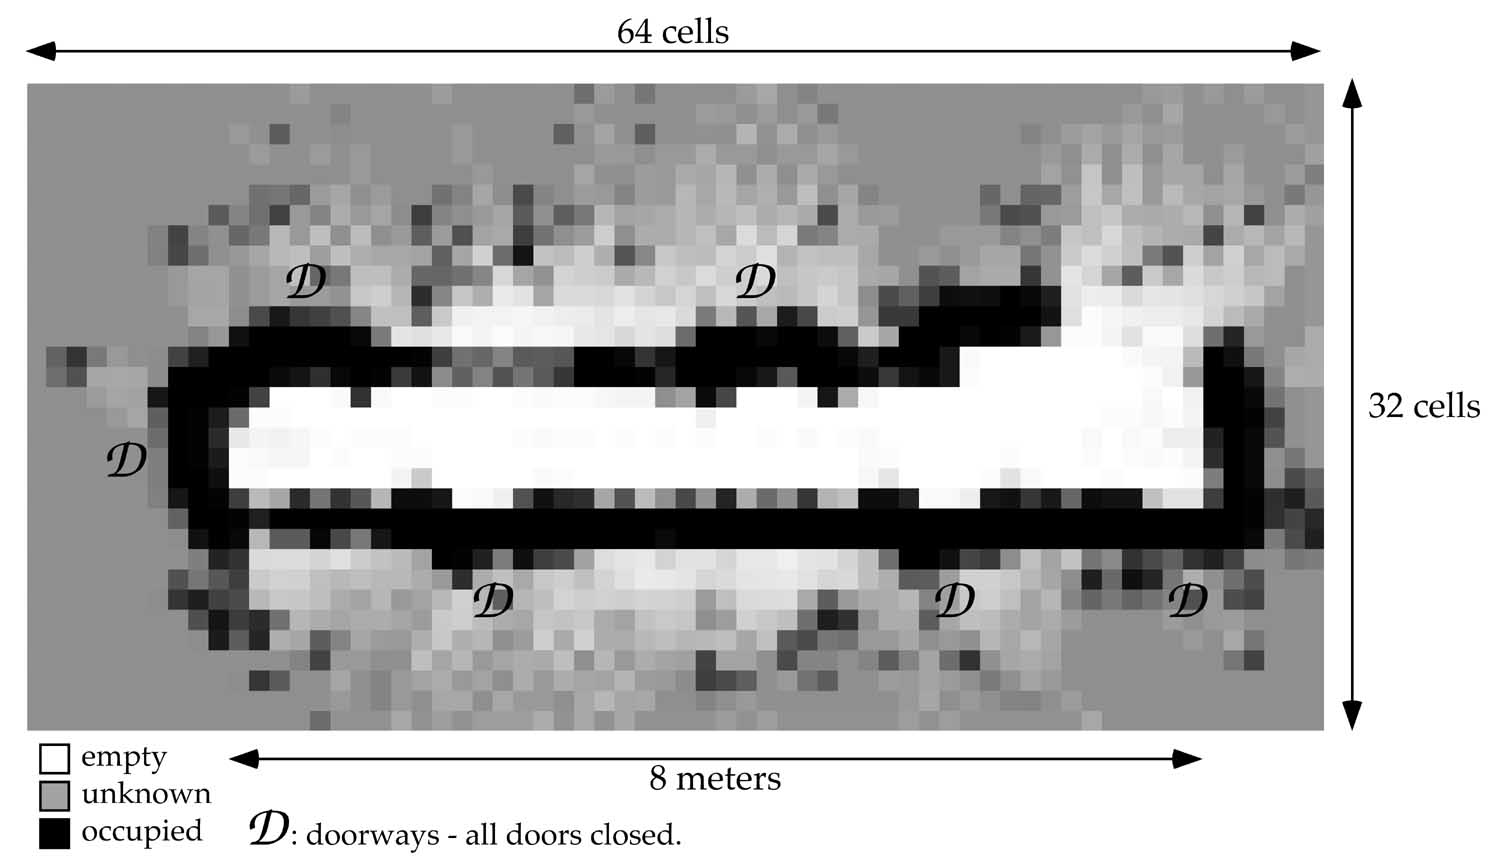 64 cells
D
D
32 cells
D
D
D
D
8 meters
empty
unknown
occupied
D: doorways - all doors closed.